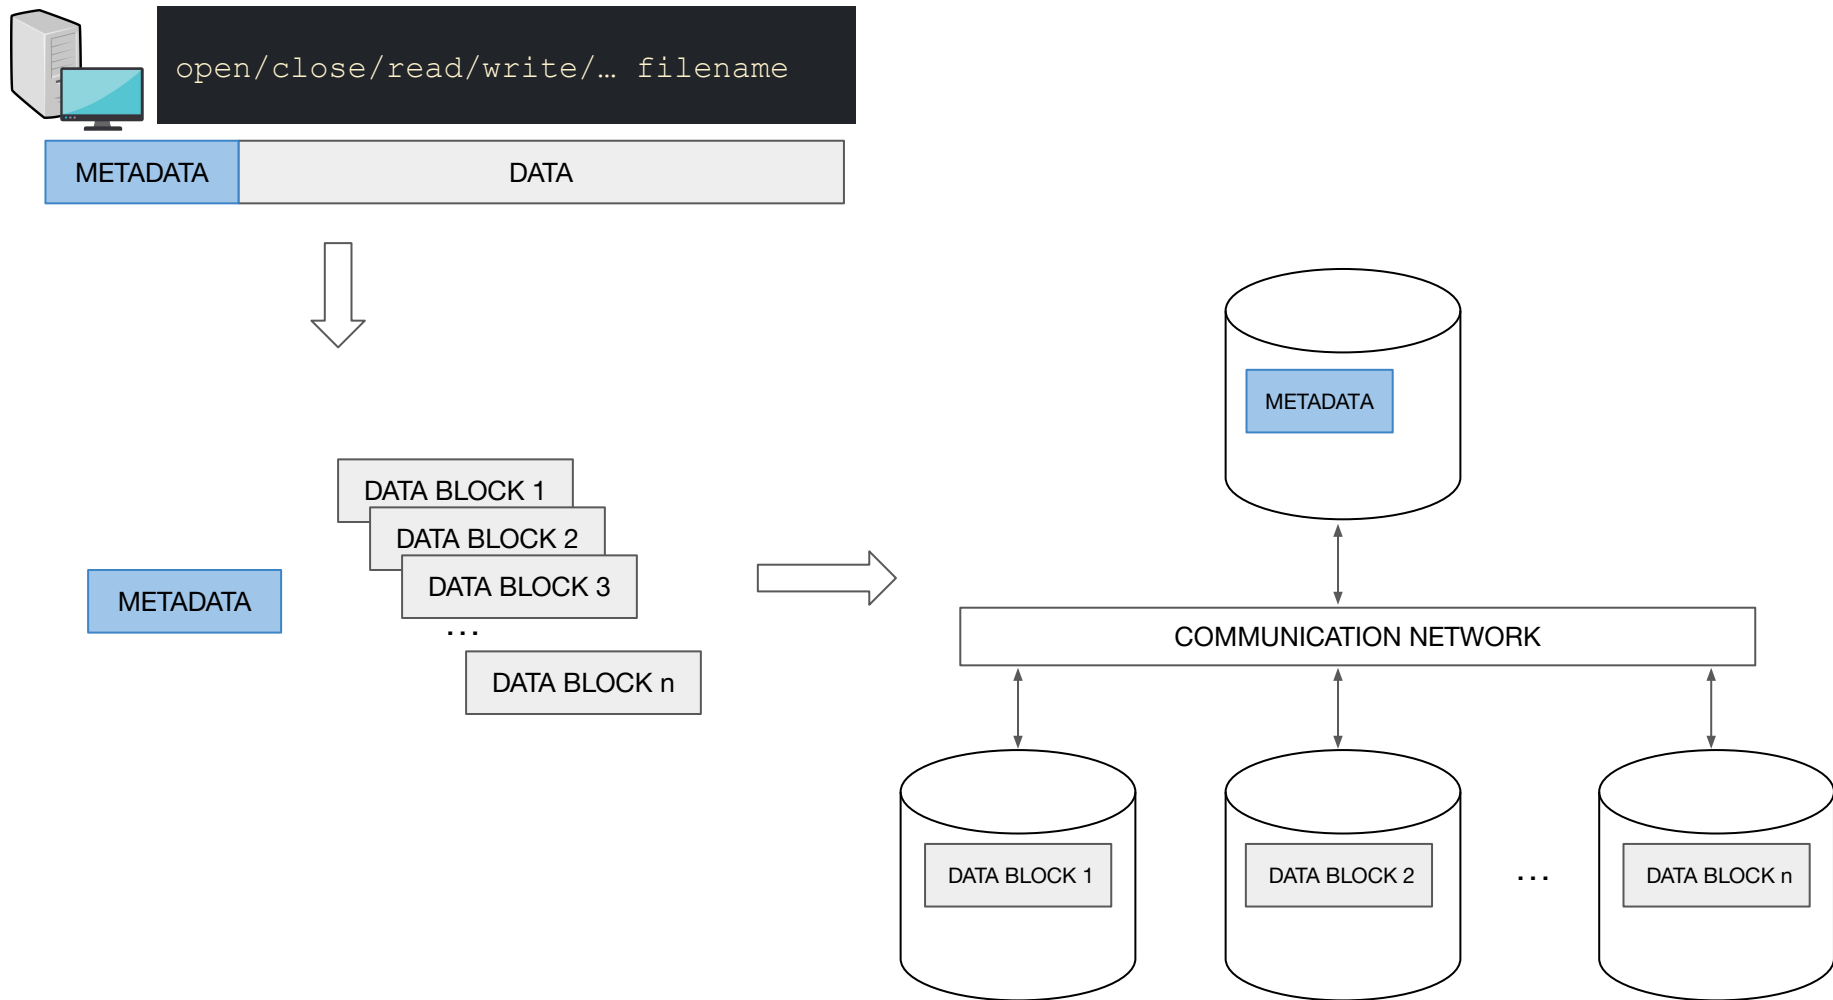 open/close/read/write/… filename
METADATA DATA
DATA BLOCK 1
DATA BLOCK 2
DATA BLOCK 3
METADATA
...
DATA BLOCK n
METADATA
COMMUNICATION NETWORK
DATA BLOCK 1 DATA BLOCK 2 ... DATA BLOCK n